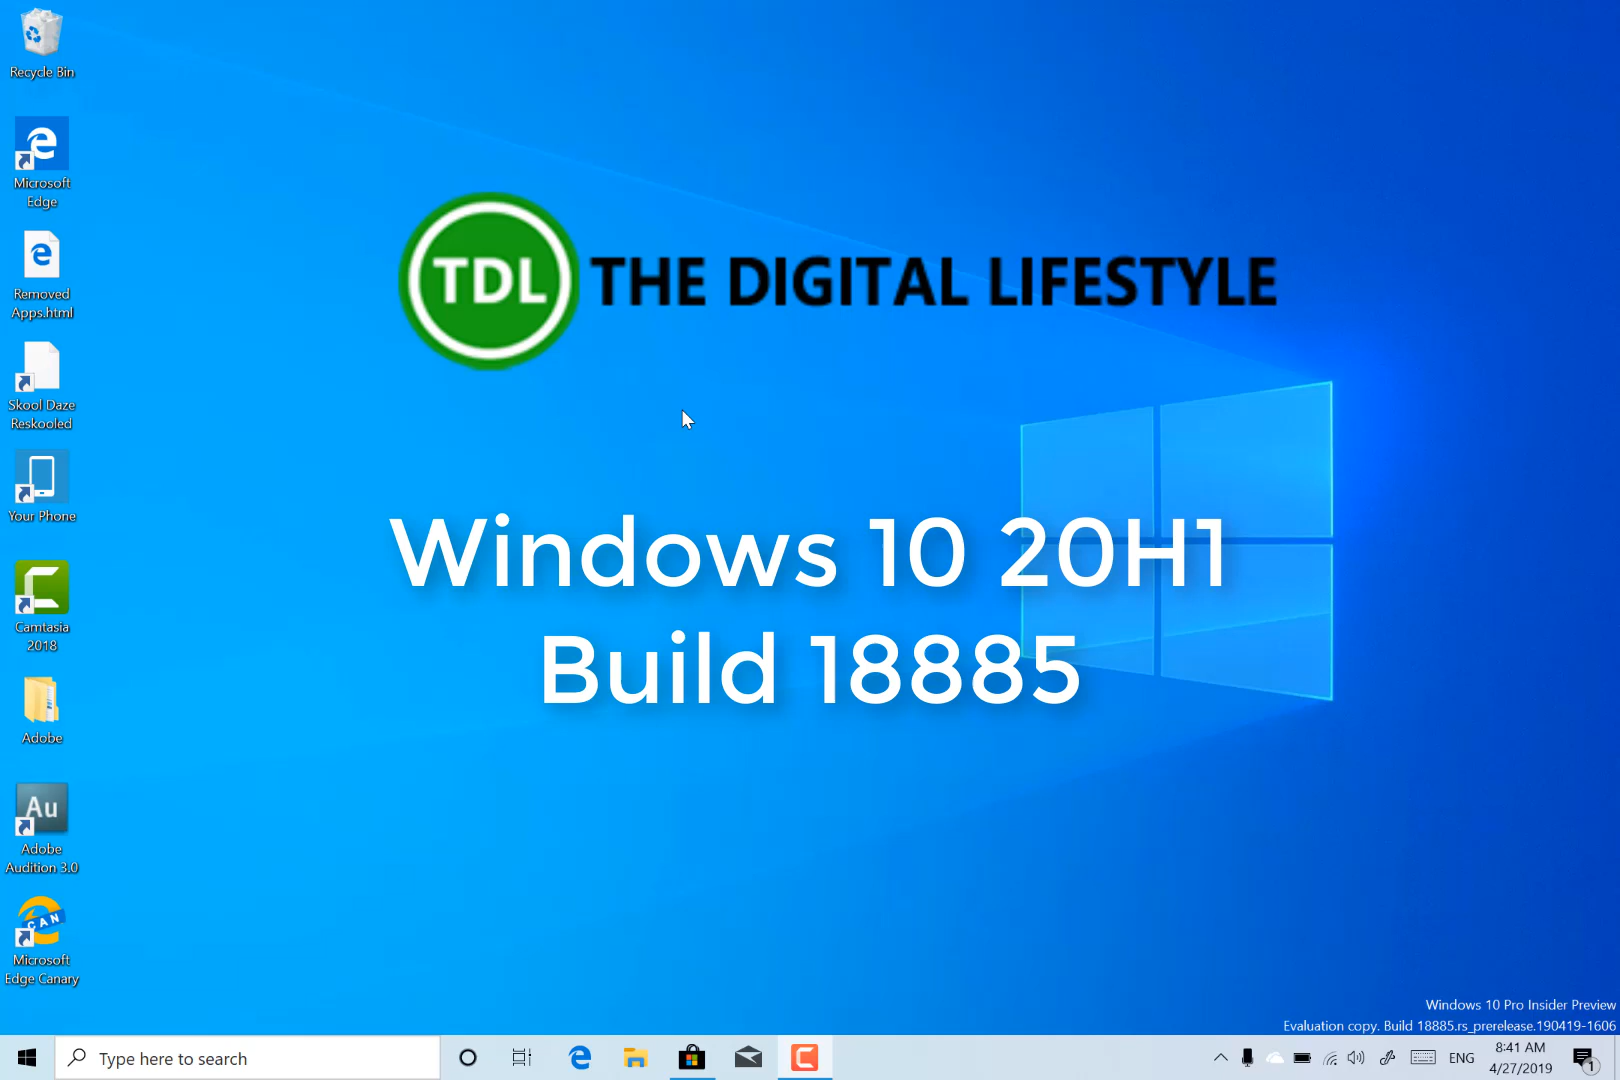 Recycle Bin
Microsoft
Edge
Removed
Apps.html
Skool Daze
Reskooled
Your Phone
Camtasia
2018
Adobe
Au
Adobe
Audition 3.0
CAN
Microsoft
Edge Canary
TDL THE DIGITAL LIFESTYLE
Windows 10 20H1
Build 18885
Windows 10 Pro Insider Preview
Evaluation copy. Build 18885.rs_prerelease.190419-1606
Type here to search
ENG
8:41 AM
4/27/2019
1